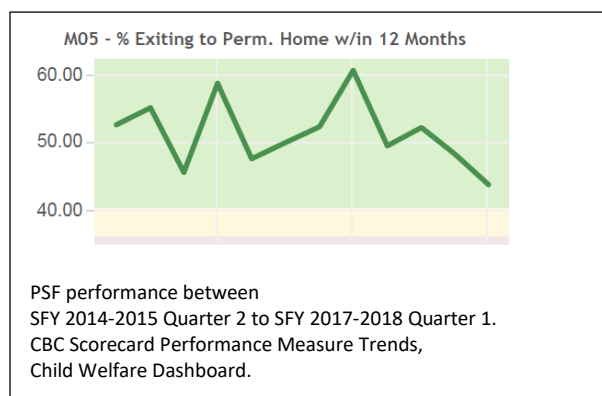 M05 - % Exiting to Perm. Home w/in 12 Months
60.00
50.00
40.00
PSF performance between
SFY 2014-2015 Quarter 2 to SFY 2017-2018 Quarter 1.
CBC Scorecard Performance Measure Trends,
Child Welfare Dashboard.